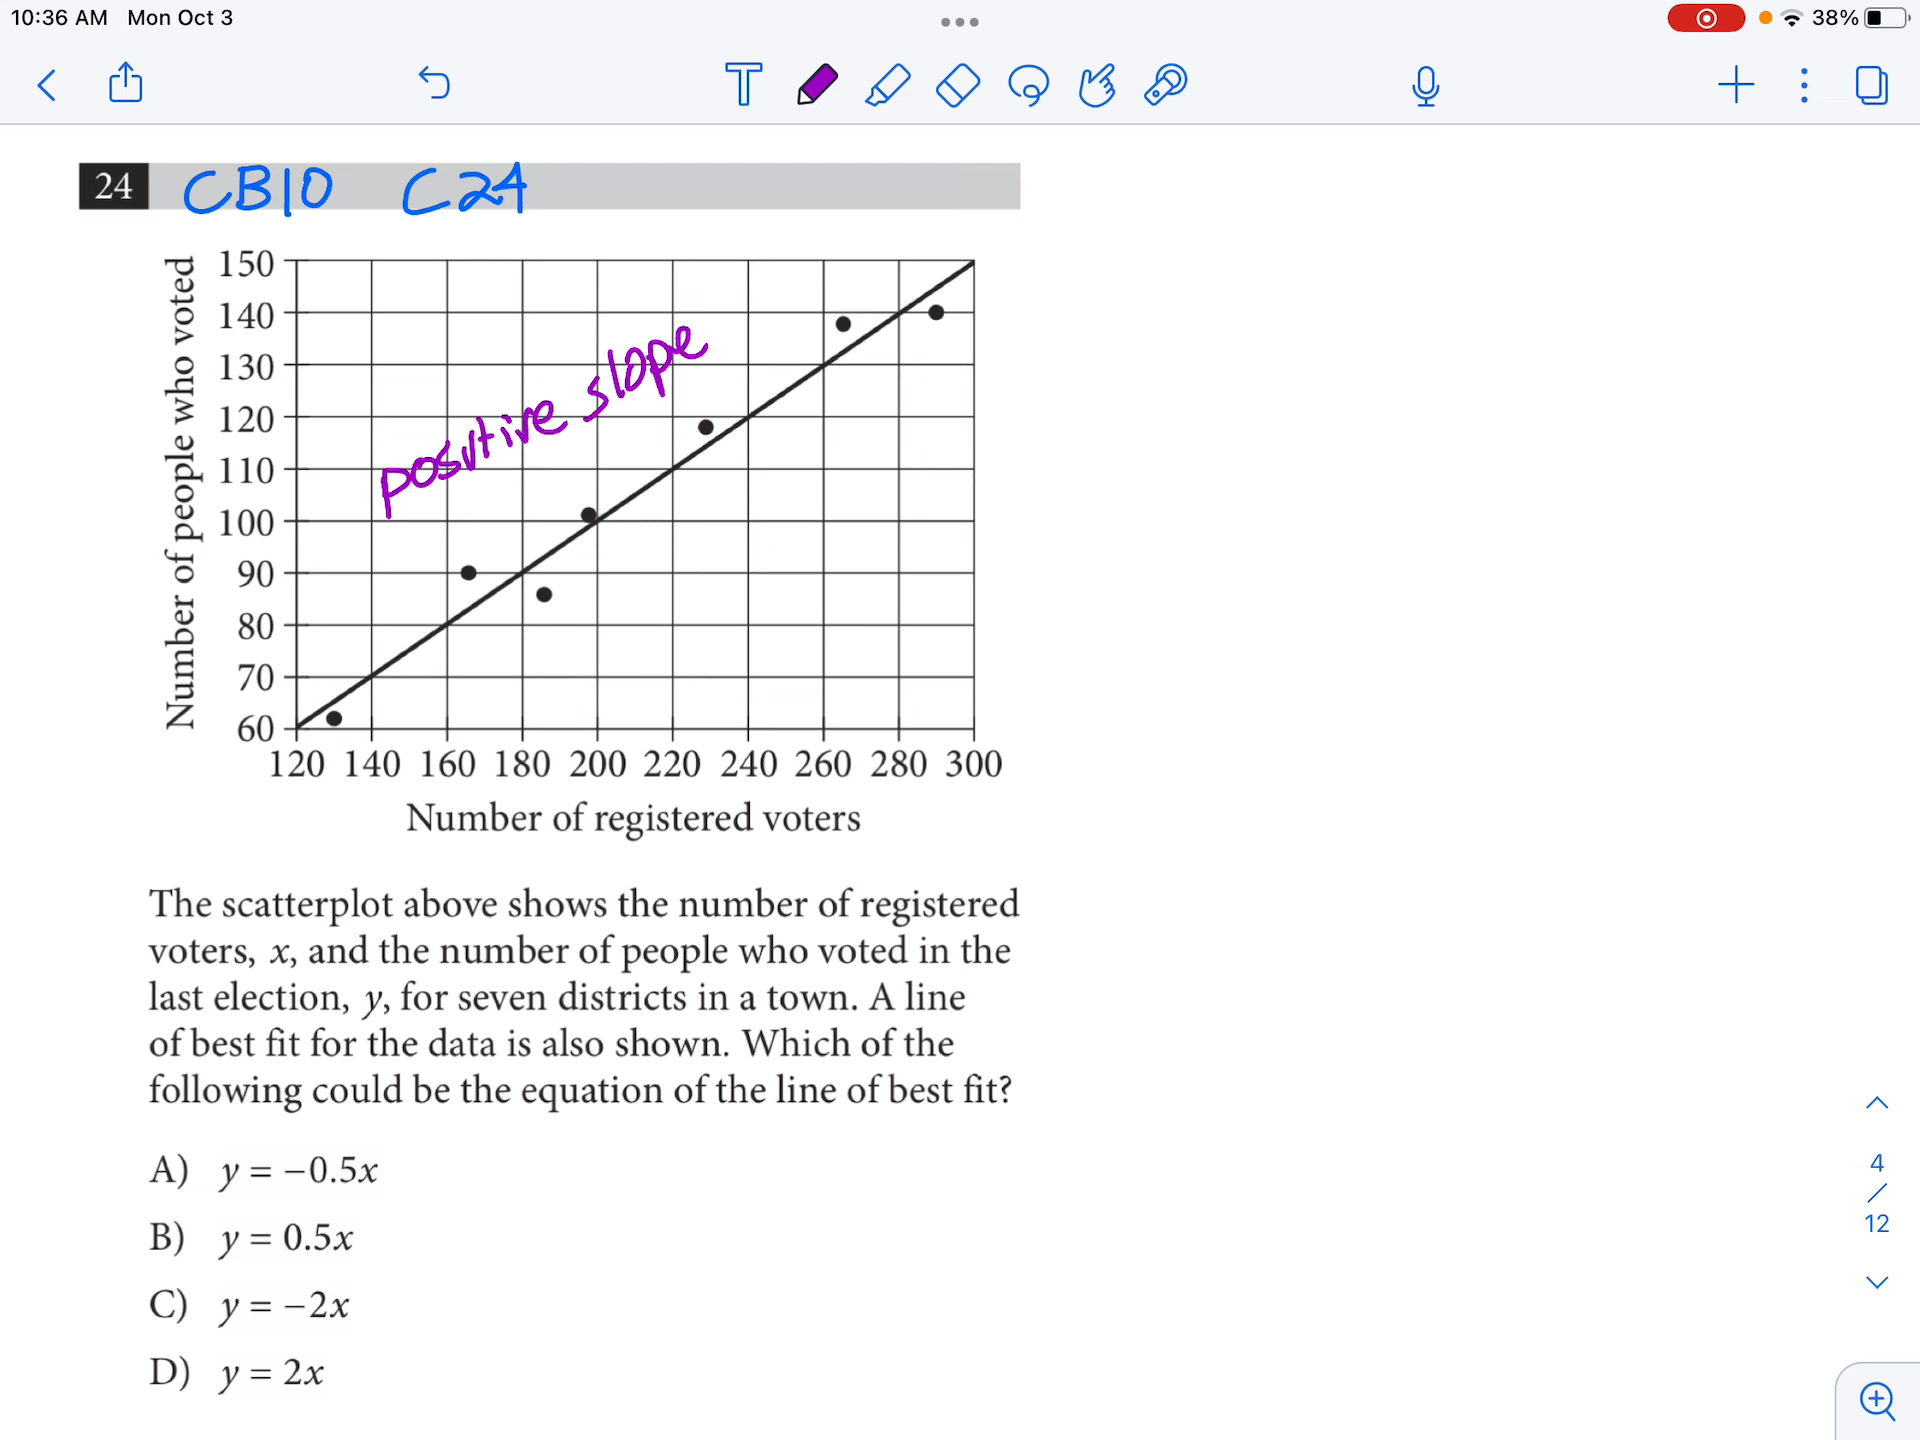 10:36 AM Mon Oct 3
38%
T
24 CB10 C24
Number of people who voted
150
140
130
120
110
100
90
80
70
60
positive slope
120 140 160 180 200 220 240 260 280 300
Number of registered voters
The scatterplot above shows the number of registered
voters, x, and the number of people who voted in the
last election, y, for seven districts in a town. A line
of best fit for the data is also shown. Which of the
following could be the equation of the line of best fit?
A) y = −0.5x
B) y = 0.5x
C) y = −2x
D) y = 2x
4
/
12